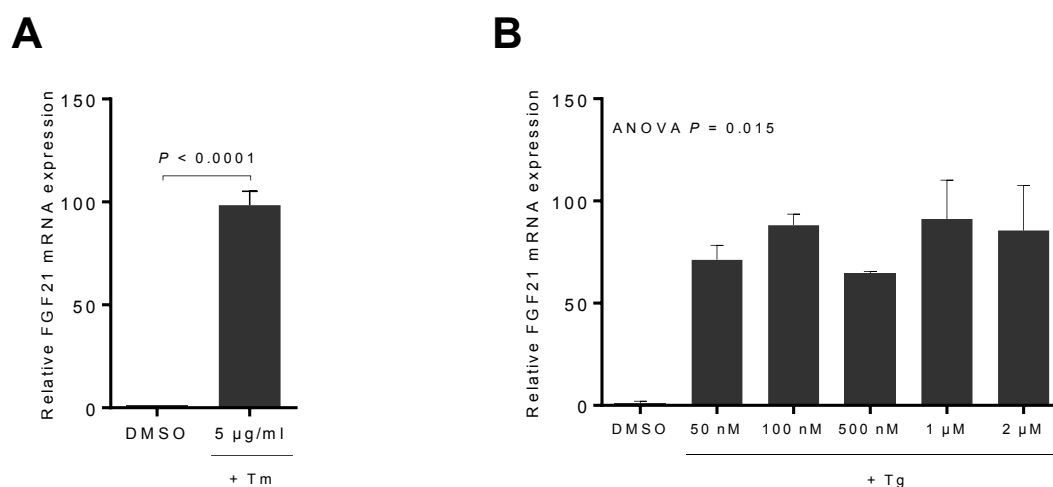 A
Relative FGF21 mRNA expression
150
100
50
0
P < 0.0001
DMSO
5 µg/ml
+ Tm
B
Relative FGF21 mRNA expression
150
100
50
0
ANOVA P = 0.015
DMSO
50 nM
100 nM
500 nM
1 µM
2 µM
+ Tg